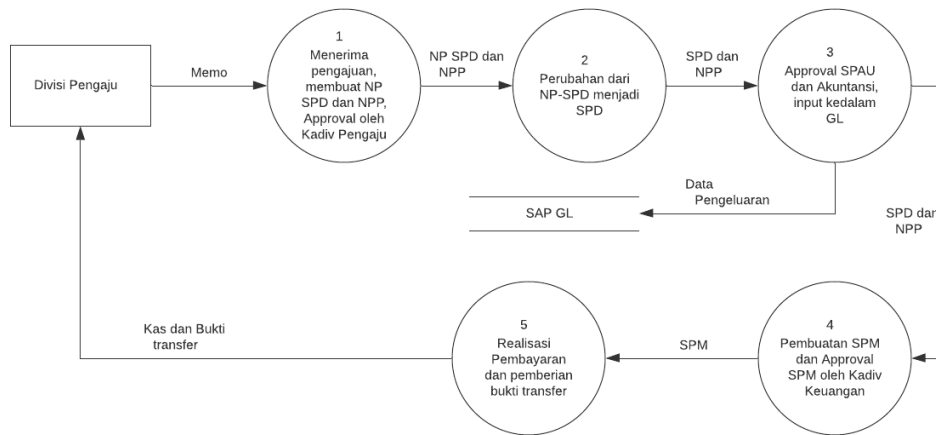 Divisi Pengaju
Memo
1
Menerima
pengajuan,
membuat NP
SPD dan NPP,
Approval oleh
Kadiv Pengaju
NP SPD dan
NPP
2
Perubahan dari
NP-SPD menjadi
SPD
SPD dan
NPP
3
Approval SPAU
dan Akuntansi,
input kedalam
GL
Data
Pengeluaran
SAP GL
SPD dan
NPP
4
Pembuatan SPM
dan Approval
SPM oleh Kadiv
Keuangan
SPM
5
Realisasi
Pembayaran
dan pemberian
bukti transfer
Kas dan Bukti
transfer